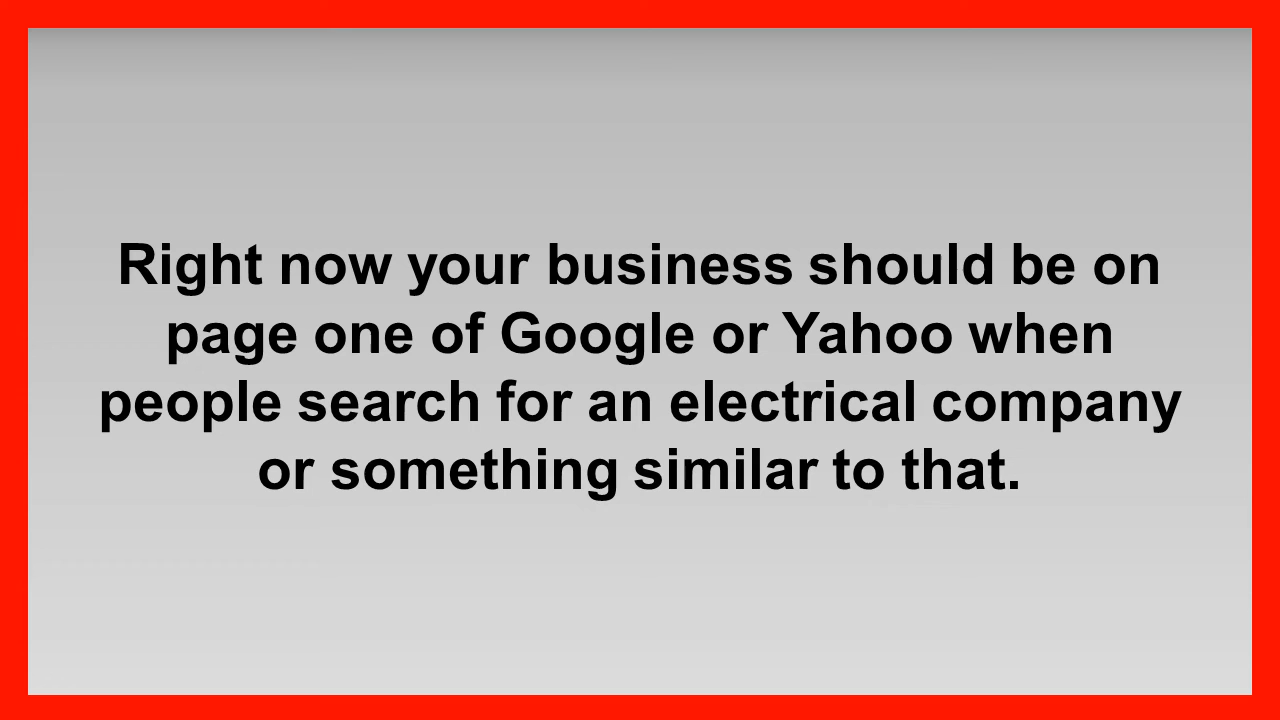 Right now your business should be on
page one of Google or Yahoo when
people search for an electrical company
or something similar to that.